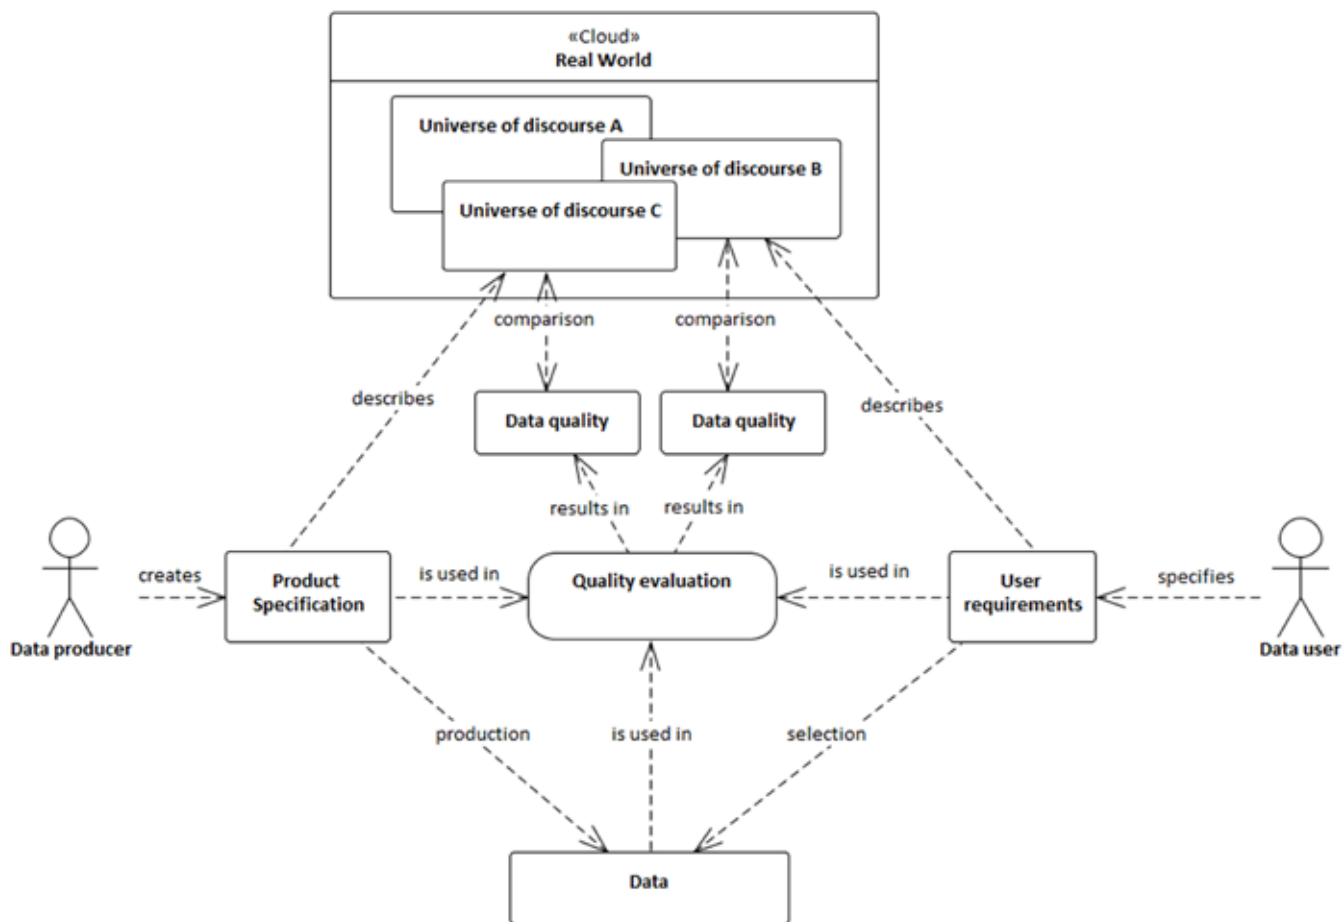 «Cloud»
Real World
Universe of discourse A
Universe of discourse B
Universe of discourse C
comparison
comparison
describes
describes
Data quality
Data quality
results in
results in
creates
Product
Specification
is used in
Quality evaluation
is used in
User
requirements
specifies
Data producer
Data user
production
is used in
selection
Data